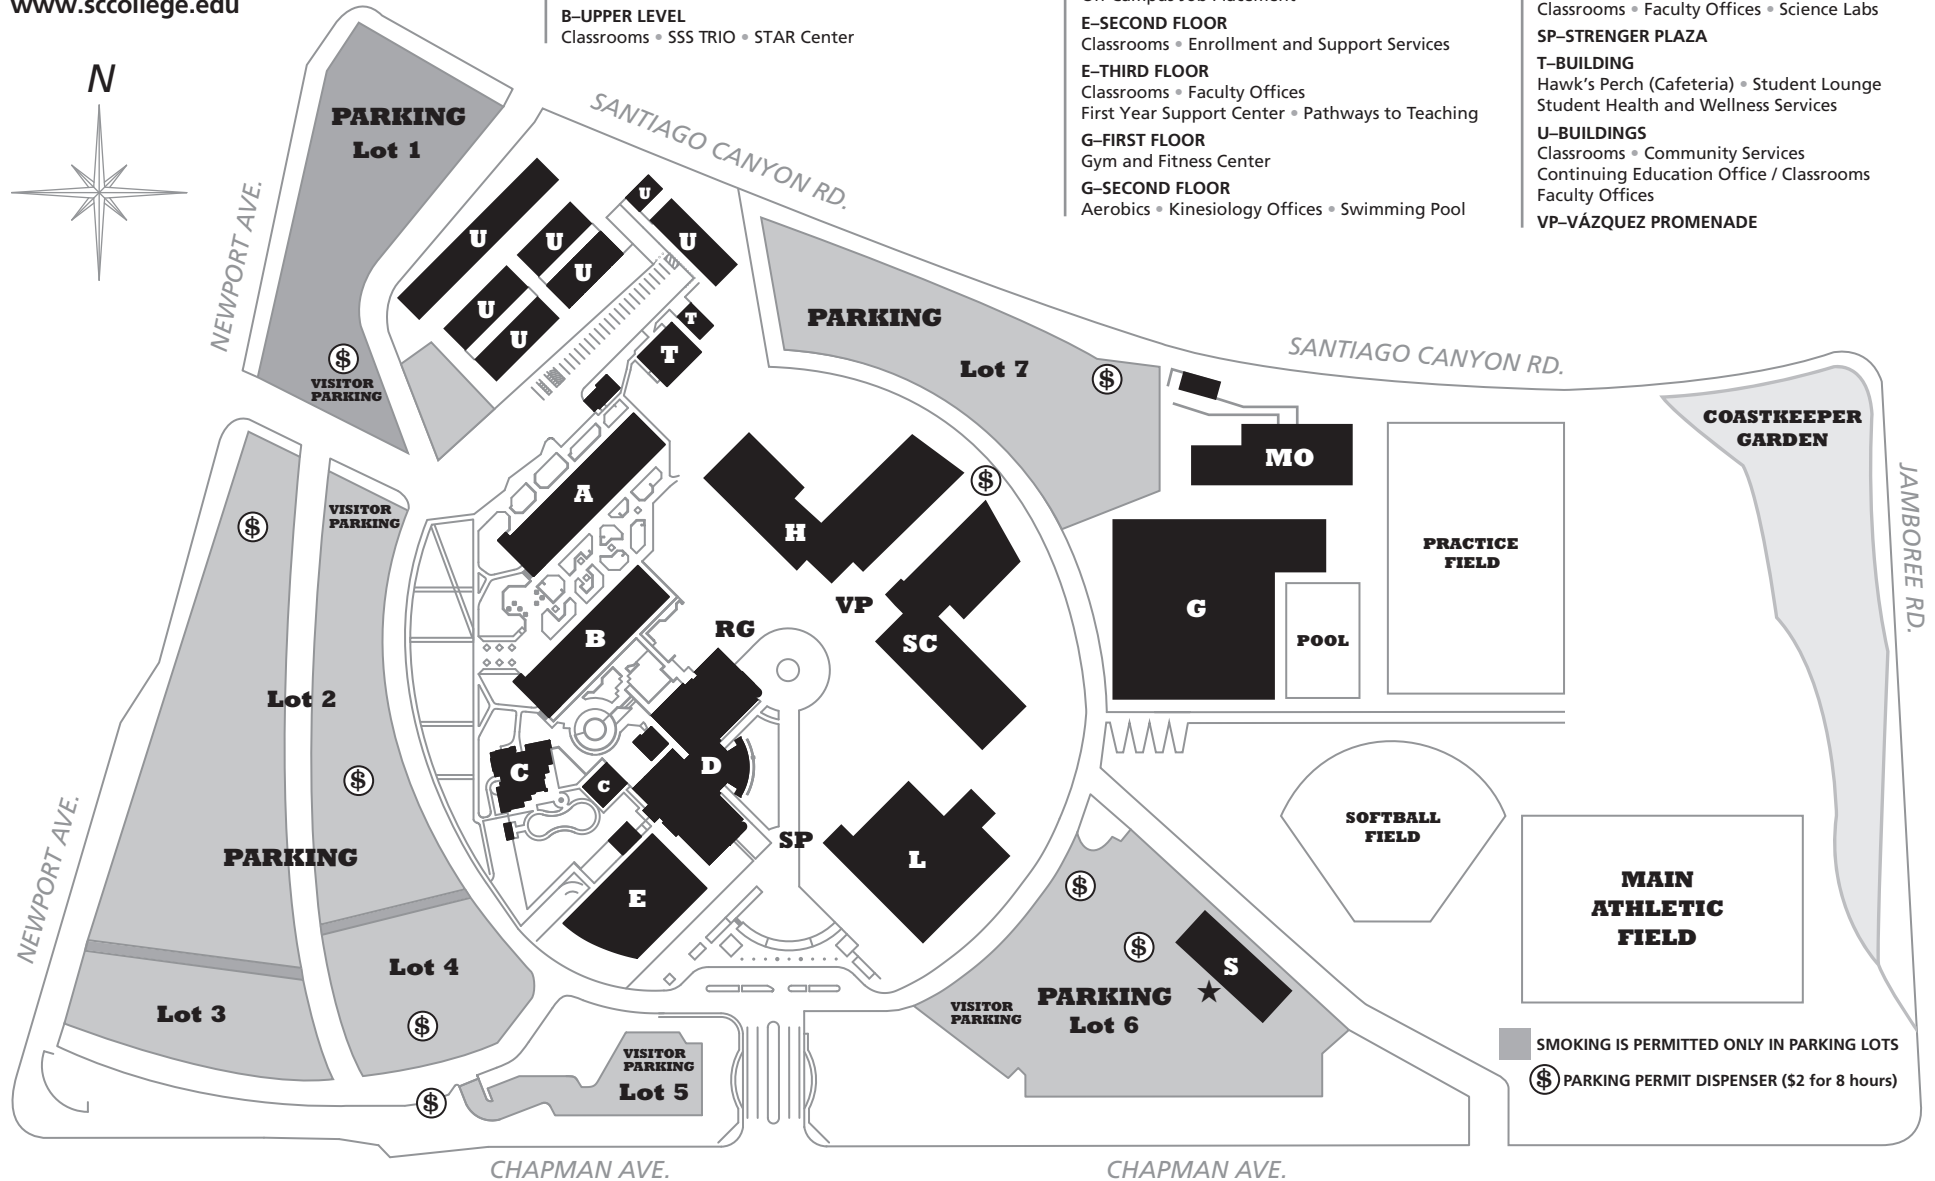 www.sccollege.edu
B–UPPER LEVEL
Classrooms • SSS TRIO • STAR Center
E–SECOND FLOOR
Classrooms • Enrollment and Support Services
E–THIRD FLOOR
Classrooms • Faculty Offices
First Year Support Center • Pathways to Teaching
G–FIRST FLOOR
Gym and Fitness Center
G–SECOND FLOOR
Aerobics • Kinesiology Offices • Swimming Pool
Classrooms • Faculty Offices • Science Labs
SP–STRENGER PLAZA
T–BUILDING
Hawk’s Perch (Cafeteria) • Student Lounge
Student Health and Wellness Services
U–BUILDINGS
Classrooms • Community Services
Continuing Education Office / Classrooms
Faculty Offices
VP–VÁZQUEZ PROMENADE
N
PARKING
Lot 1
SANTIAGO CANYON RD.
NEWPORT AVE.
U
U
U
U
U
U
U
T
T
$
VISITOR
PARKING
PARKING
Lot 7
$
SANTIAGO CANYON RD.
COASTKEEPER
GARDEN
JAMBOREE RD.
MO
A
H
$
$
VISITOR
PARKING
PRACTICE
FIELD
G
POOL
VP
RG
B
SC
Lot 2
$
C
C
D
SP
L
E
NEWPORT AVE.
PARKING
SOFTBALL
FIELD
MAIN
ATHLETIC
FIELD
$
$
S
★
VISITOR
PARKING
PARKING
Lot 6
Lot 4
$
Lot 3
VISITOR
PARKING
Lot 5
$
SMOKING IS PERMITTED ONLY IN PARKING LOTS
$ PARKING PERMIT DISPENSER ($2 for 8 hours)
CHAPMAN AVE.
CHAPMAN AVE.